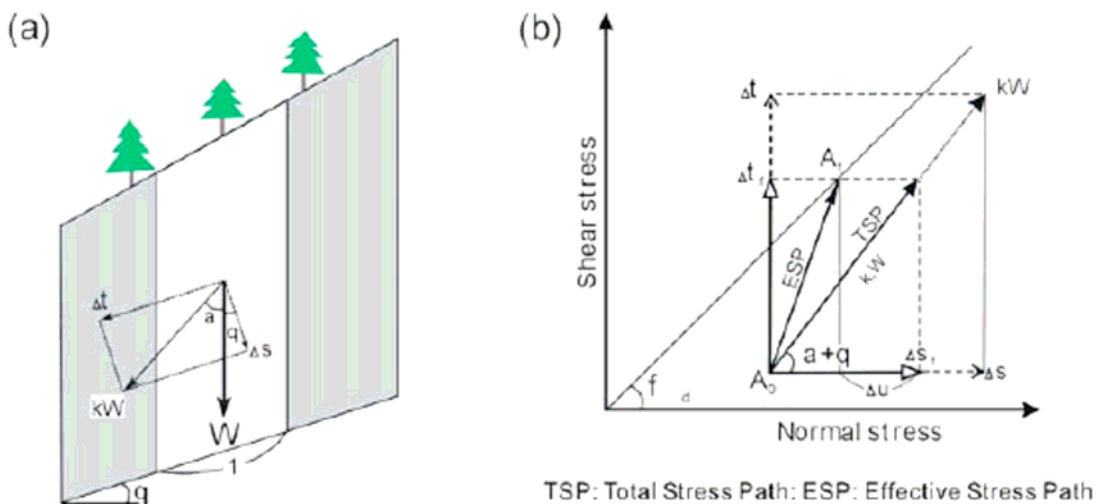 (a)
Δt
a
q
Δs
kW
W
1
q
(b)
Shear stress
Δt
kW
A
Δt f
ESP
TSP
k W
a+q
Δs f
A
Δu
Δs
f d
Normal stress
TSP: Total Stress Path: ESP: Effective Stress Path